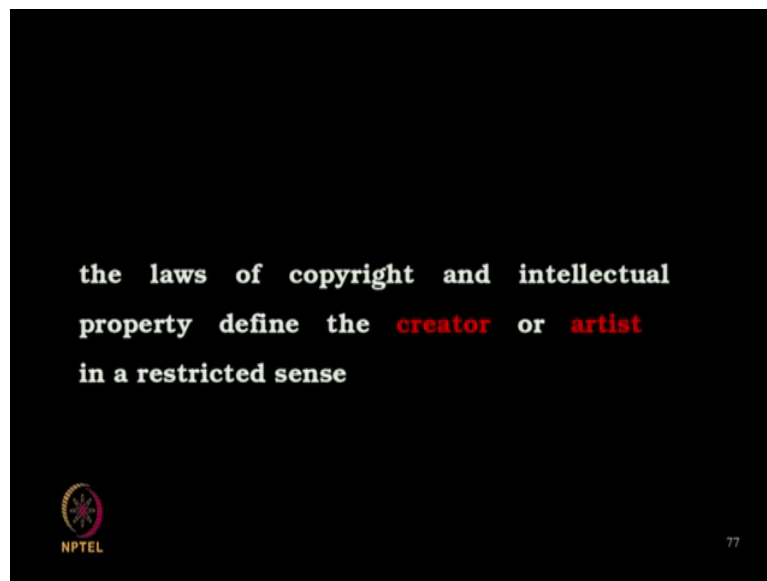 the laws of copyright and intellectual
property define the creator or artist
in a restricted sense
NPTEL
77